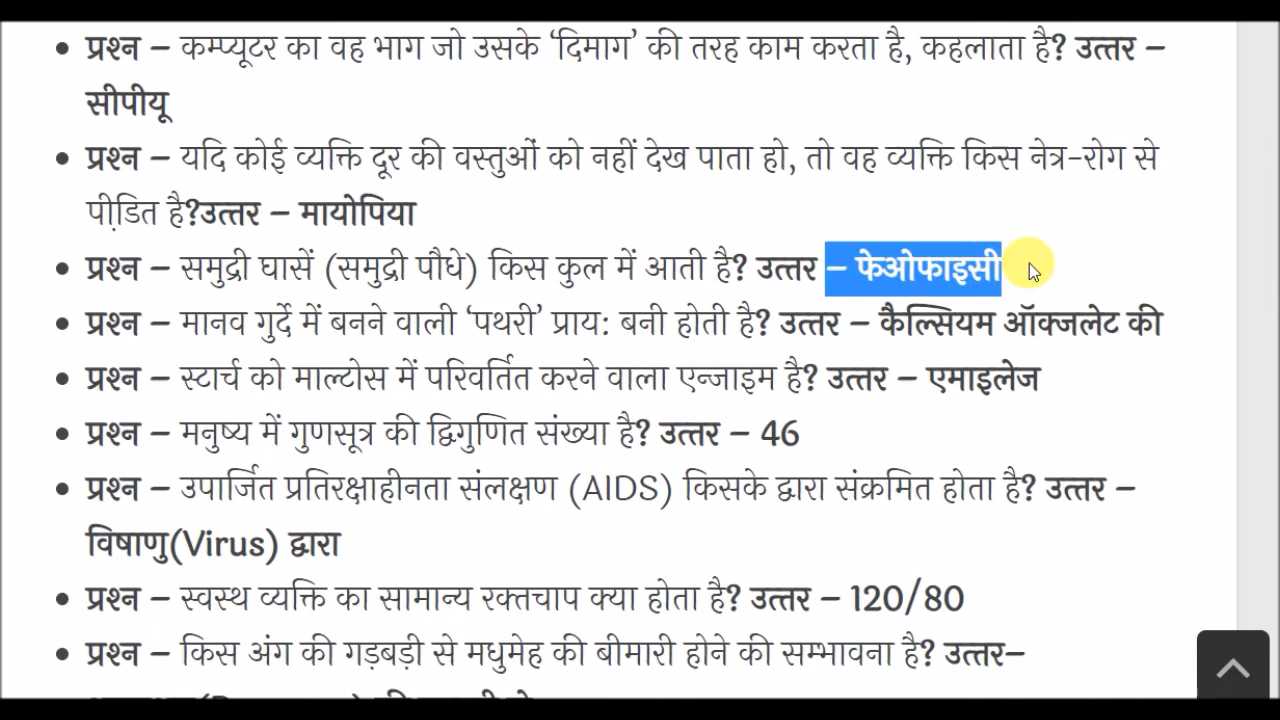 • प्रश्न – कम्प्यूटर का वह भाग जो उसके ‘दिमाग’ की तरह काम करता है, कहलाता है? उत्तर –
सीपीयू
• प्रश्न – यदि कोई व्यक्ति दूर की वस्तुओं को नहीं देख पाता हो, तो वह व्यक्ति किस नेत्र-रोग से
पीड़ित है?उत्तर – मायोपिया
• प्रश्न – समुद्री घासें (समुद्री पौधे) किस कुल में आती है? उत्तर – फेओफाइसी
• प्रश्न – मानव गुर्दे में बनने वाली ‘पथरी’ प्राय: बनी होती है? उत्तर – कैल्सियम ऑक्जलेट की
• प्रश्न – स्टार्च को माल्टोस में परिवर्तित करने वाला एन्जाइम है? उत्तर – एमाइलेज
• प्रश्न – मनुष्य में गुणसूत्र की द्विगुणित संख्या है? उत्तर – 46
• प्रश्न – उपार्जित प्रतिरक्षाहीनता संलक्षण (AIDS) किसके द्वारा संक्रमित होता है? उत्तर –
विषाणु(Virus) द्वारा
• प्रश्न – स्वस्थ व्यक्ति का सामान्य रक्तचाप क्या होता है? उत्तर – 120/80
• प्रश्न – किस अंग की गड़बड़ी से मधुमेह की बीमारी होने की सम्भावना है? उत्तर–